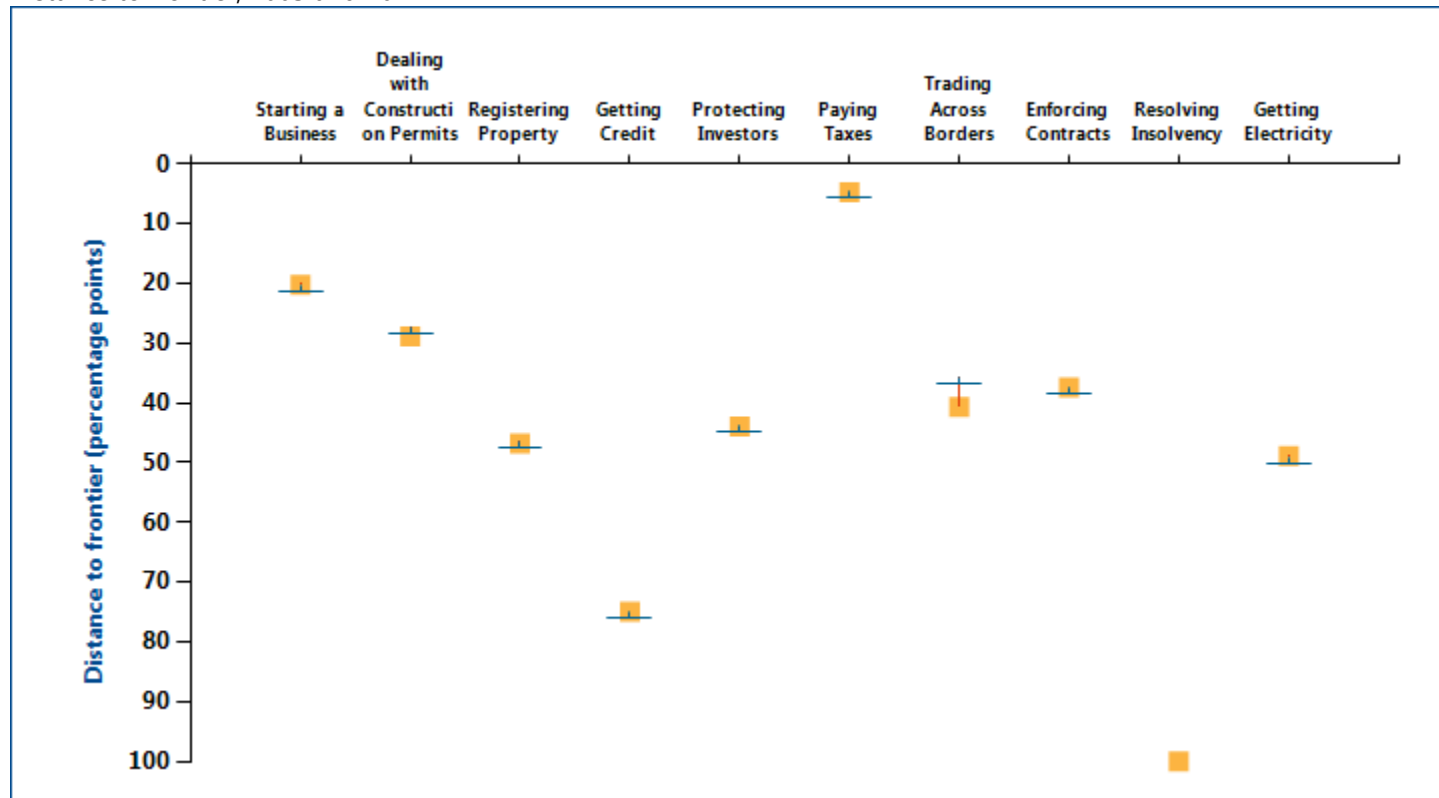 Dealing
with
Starting a Constructi Registering Getting Protecting Paying Trading Across Enforcing Resolving Getting
Business on Permits Property Credit Investors Taxes Borders Contracts Insolvency Electricity
0
10
20
30
40
50
60
70
80
90
100
Distance to frontier (percentage points)